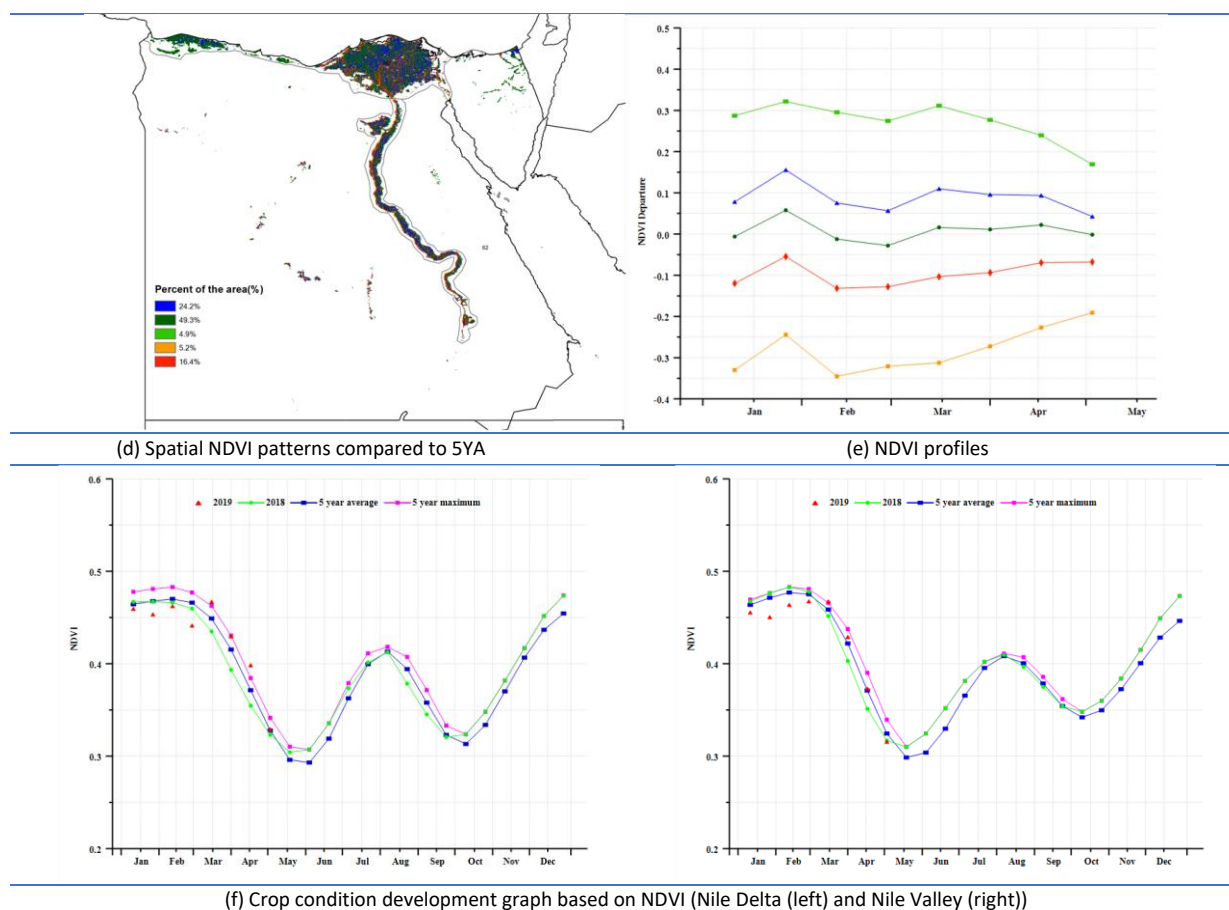 Percent of the area(%)
24.2%
49.3%
4.9%
5.2%
16.4%
0.5
0.4
0.3
0.2
0.1
0.0
-0.1
-0.2
-0.3
-0.4
NDVI Departure
Jan Feb Mar Apr May
(d) Spatial NDVI patterns compared to 5YA
(e) NDVI profiles
0.6
0.5
0.4
0.3
0.2
NDVI
2019 2018 5 year average 5 year maximum
Jan Feb Mar Apr May Jun Jul Aug Sep Oct Nov Dec
0.6
0.5
0.4
0.3
0.2
NDVI
2019 2018 5 year average 5 year maximum
Jan Feb Mar Apr May Jun Jul Aug Sep Oct Nov Dec
(f) Crop condition development graph based on NDVI (Nile Delta (left) and Nile Valley (right))